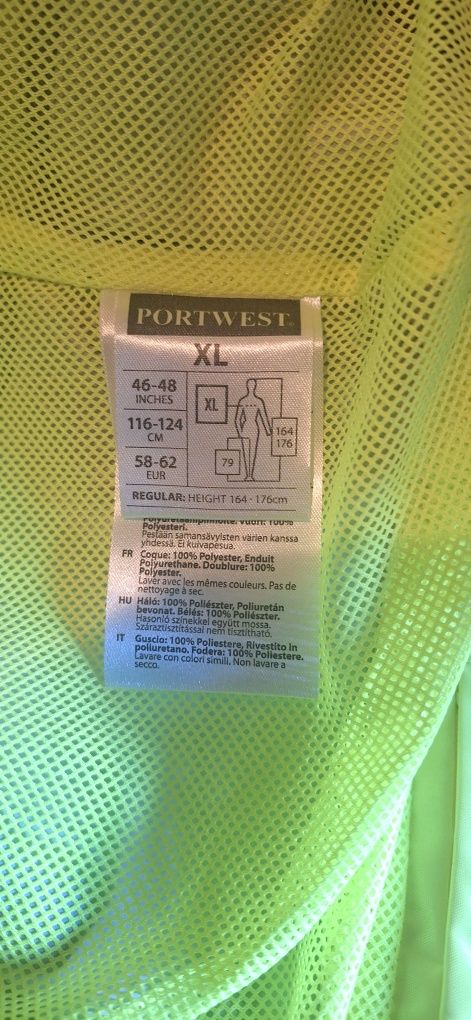 PORTWEST®
XL
46-48
INCHES
116-124
CM
58-62
EUR
XL
164
176
79
REGULAR: HEIGHT 164 - 176cm
Vuori: 100%
Polyesteri.
Pestään samansävyisten värien kanssa
yhdessä. Ei kuivapesua.
FR Coque: 100% Polyester, Enduit
Polyurethane. Doublure: 100%
Polyester.
Laver avec les mêmes couleurs. Pas de
nettoyage à sec.
HU Háló: 100% Poliészter, Poliuretán
bevonat. Bélés: 100% Poliészter.
Hasonló színekkel együtt mossa.
Száraztisztítással nem tisztítható.
IT Guscio: 100% Poliestere, Rivestito in
poliuretano. Fodera: 100% Poliestere.
Lavare con colori simili. Non lavare a
secco.